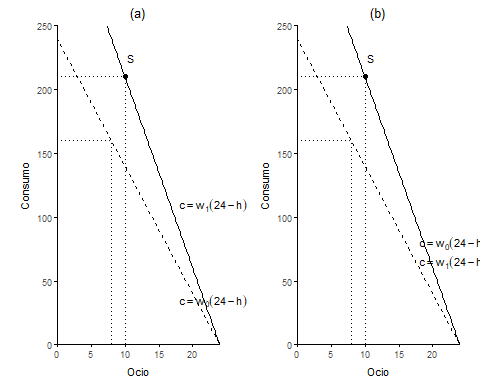 (a)
(b)
250
200
150
100
50
0
Consumo
S
c = w₁(24 − h)
c = w₀(24 − h)
0 5 10 15 20
Ocio
250
200
150
100
50
0
Consumo
S
c = w₀(24 − h
c = w₁(24 − h
0 5 10 15 20
Ocio